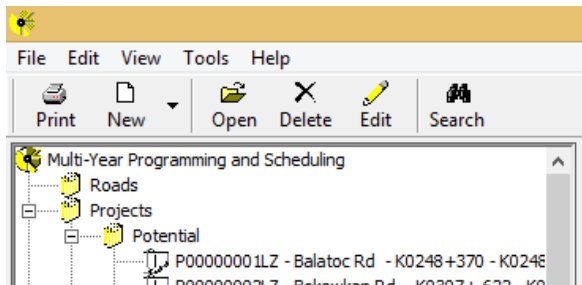 File Edit View Tools Help
Print New Open Delete Edit Search
Multi-Year Programming and Scheduling
Roads
Projects
Potential
P00000001LZ - Balatoc Rd - K0248+370 - K0248